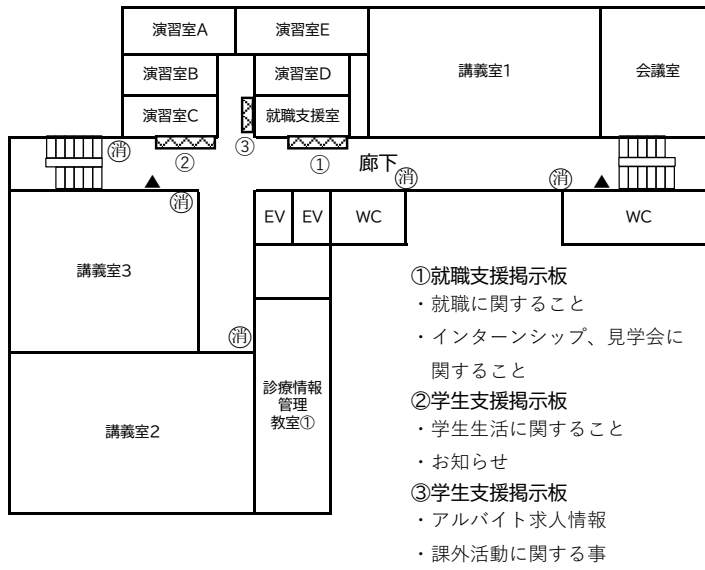 演習室A
演習室E
演習室B
演習室D
講義室1
会議室
演習室C
就職支援室
消
②
③
①
廊下
消
消
▲
▲
消
EV
EV
WC
WC
講義室3
消
①就職支援掲示板
・就職に関すること
・インターンシップ、見学会に
関すること
②学生支援掲示板
・学生生活に関すること
・お知らせ
③学生支援掲示板
・アルバイト求人情報
・課外活動に関する事
講義室2
診療情報
管理
教室①